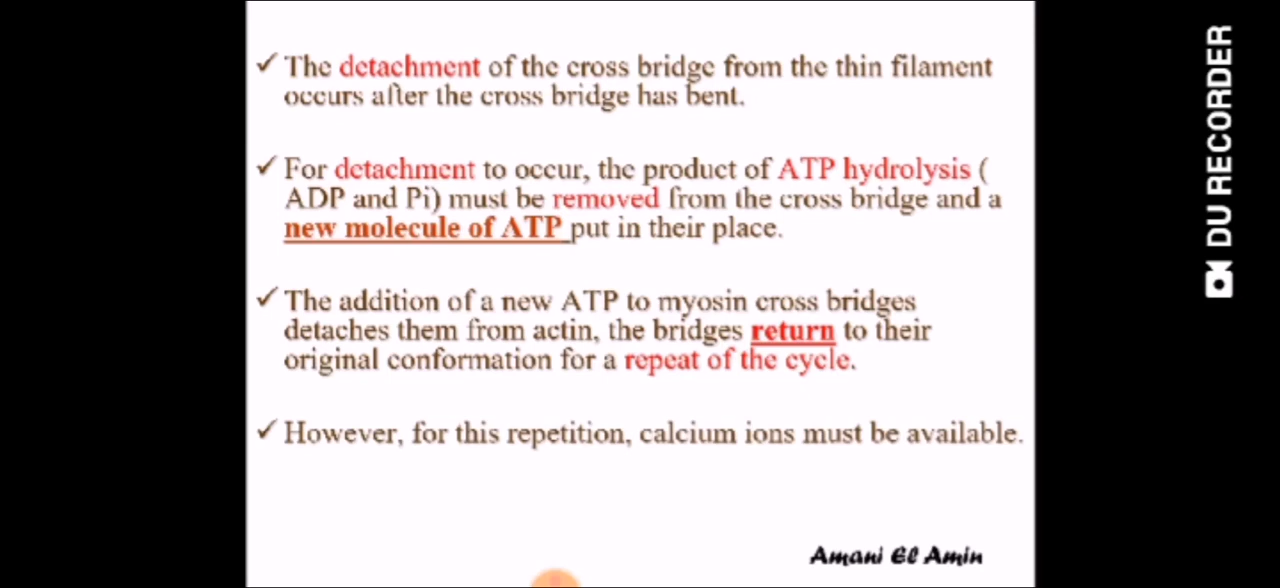 ✓ The detachment of the cross bridge from the thin filament
occurs after the cross bridge has bent.
✓ For detachment to occur, the product of ATP hydrolysis (
ADP and Pi) must be removed from the cross bridge and a
new molecule of ATP put in their place.
✓ The addition of a new ATP to myosin cross bridges
detaches them from actin, the bridges return to their
original conformation for a repeat of the cycle.
✓ However, for this repetition, calcium ions must be available.
Amani El Amin
DU RECORDER